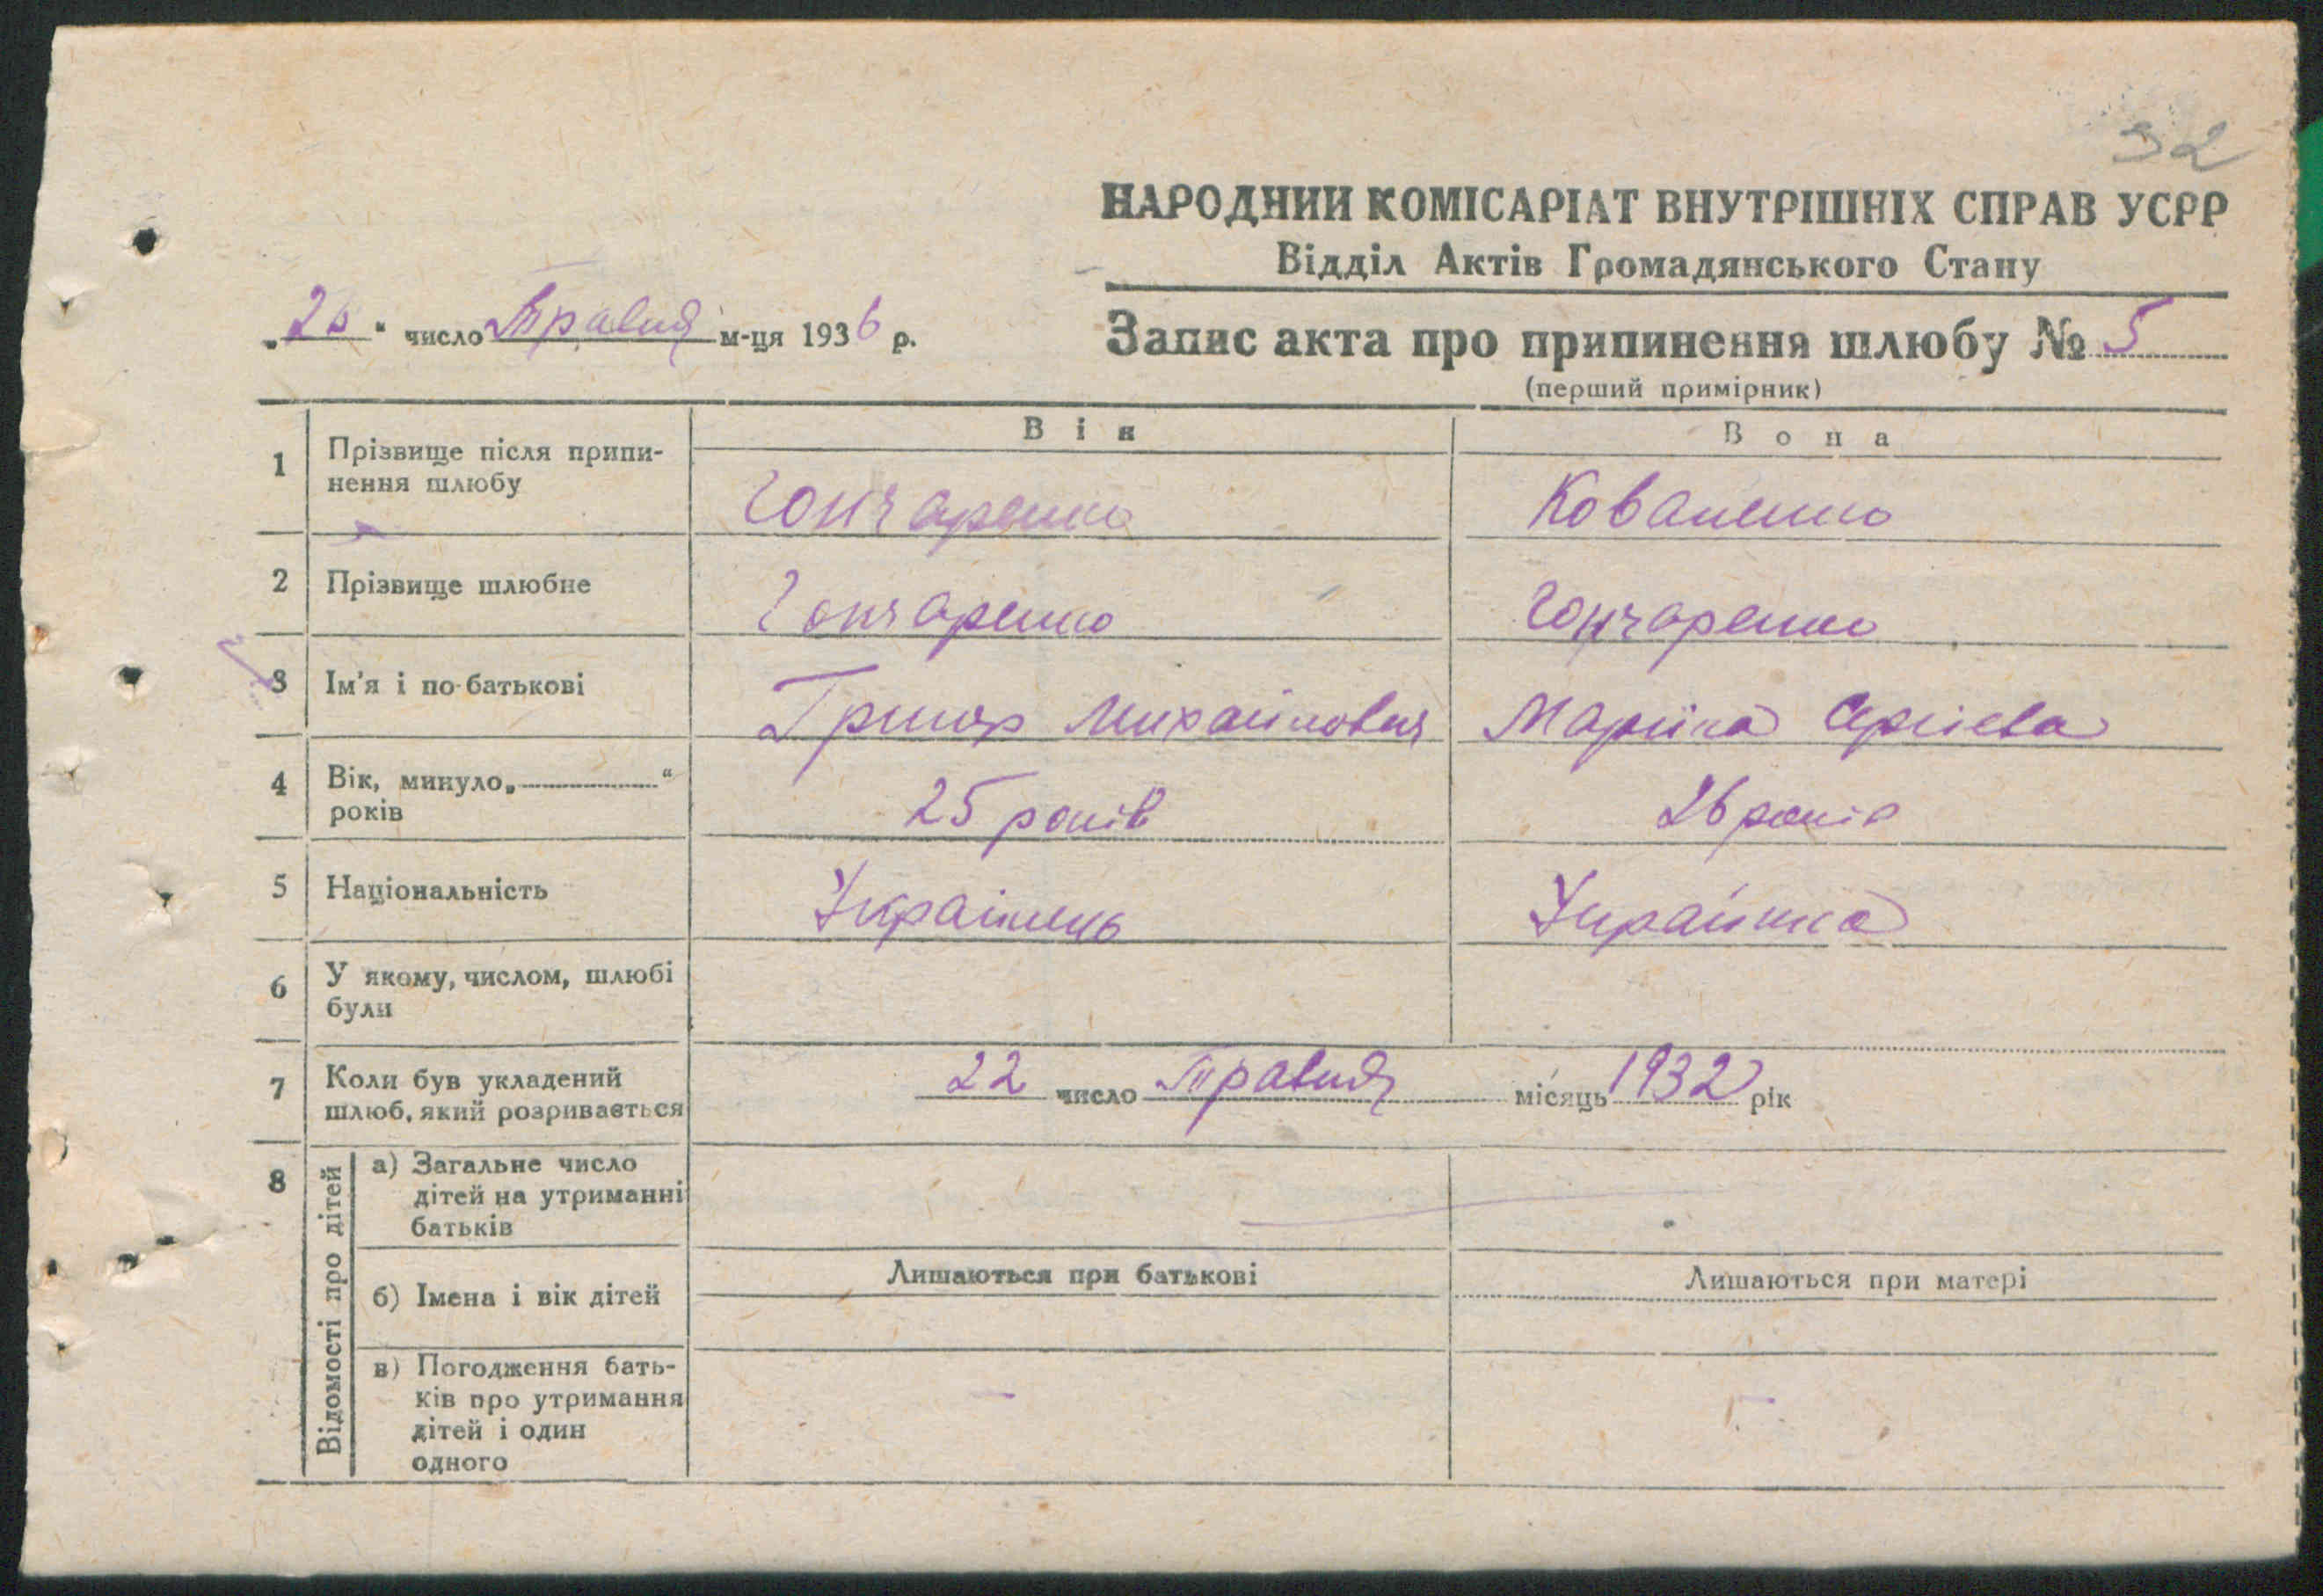 32
НАРОДНИЙ КОМІСАРІАТ ВНУТРІШНІХ СПРАВ УСРР
Відділ Актів Громадянського Стану
„26“ число Травня м-ця 1936 р.
Запис акта про припинення шлюбу № 5
(перший примірник)
Він Вона
1 Прізвище після припи-
нення шлюбу
Гончаренко Коваленко
2 Прізвище шлюбне Гончаренко Гончаренко
3 Ім'я і по-батькові Григор Михайлович Марійка
4 Вік, минуло „ “
років
25 років 26 років
5 Національність Українець Українка
6 У якому, числом, шлюбі
були
7 Коли був укладений
шлюб, який розривається
22 число Травня місяць 1932 рік
8 Відомості про дітей
а) Загальне число
дітей на утриманні
батьків
б) Імена і вік дітей
Лишаються при батькові Лишаються при матері
в) Погодження бать-
ків про утримання
дітей і один
одного